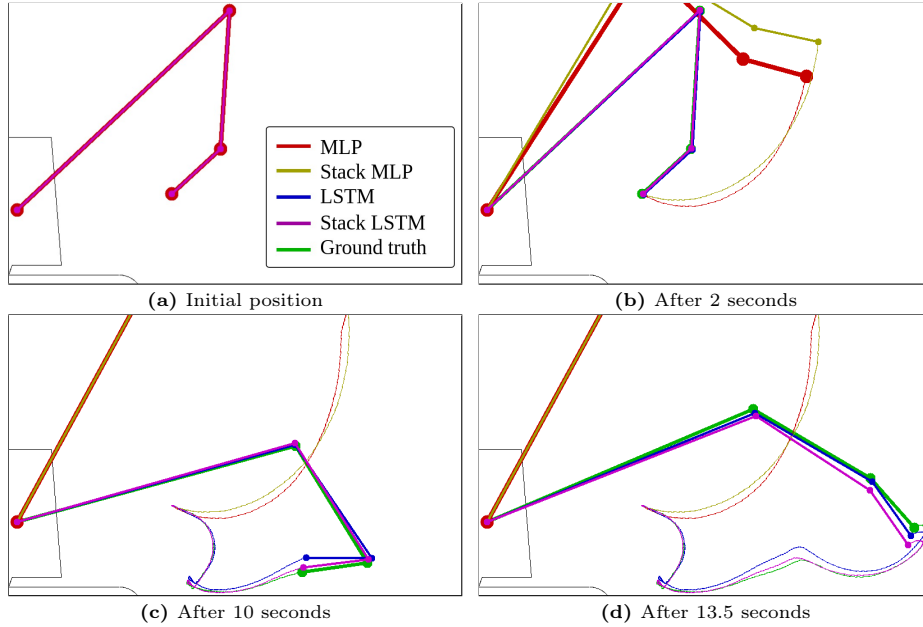 MLP
Stack MLP
LSTM
Stack LSTM
Ground truth
(a) Initial position
(b) After 2 seconds
(c) After 10 seconds
(d) After 13.5 seconds